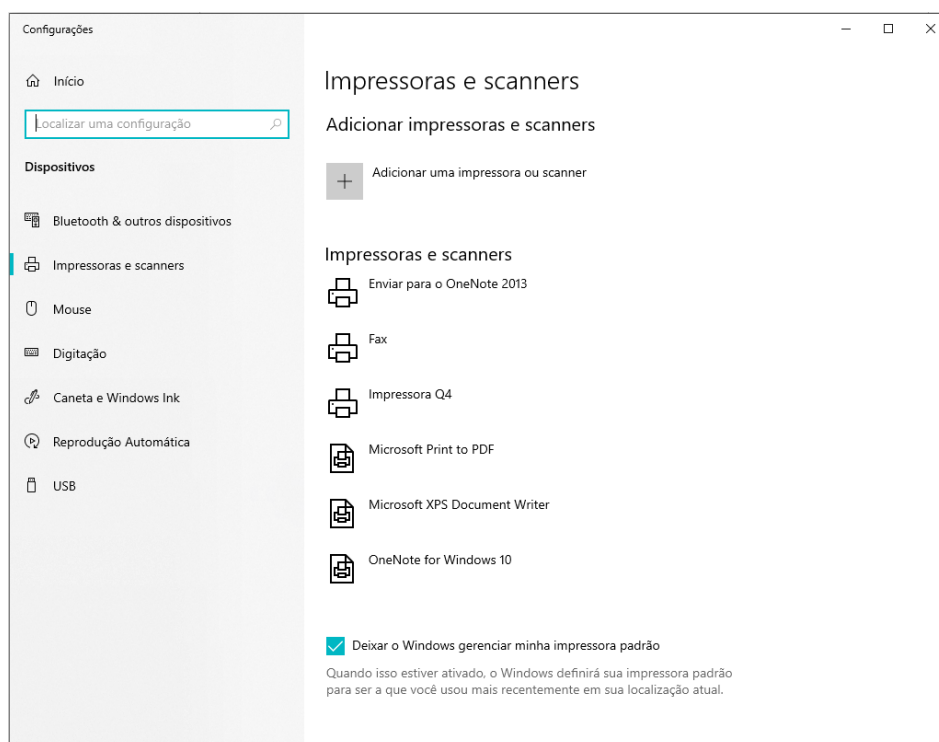 Configurações
Início
Localizar uma configuração
Dispositivos
Bluetooth & outros dispositivos
Impressoras e scanners
Mouse
Digitação
Caneta e Windows Ink
Reprodução Automática
USB
Impressoras e scanners
Adicionar impressoras e scanners
Adicionar uma impressora ou scanner
Impressoras e scanners
Enviar para o OneNote 2013
Fax
Impressora Q4
Microsoft Print to PDF
Microsoft XPS Document Writer
OneNote for Windows 10
Deixar o Windows gerenciar minha impressora padrão
Quando isso estiver ativado, o Windows definirá sua impressora padrão
para ser a que você usou mais recentemente em sua localização atual.